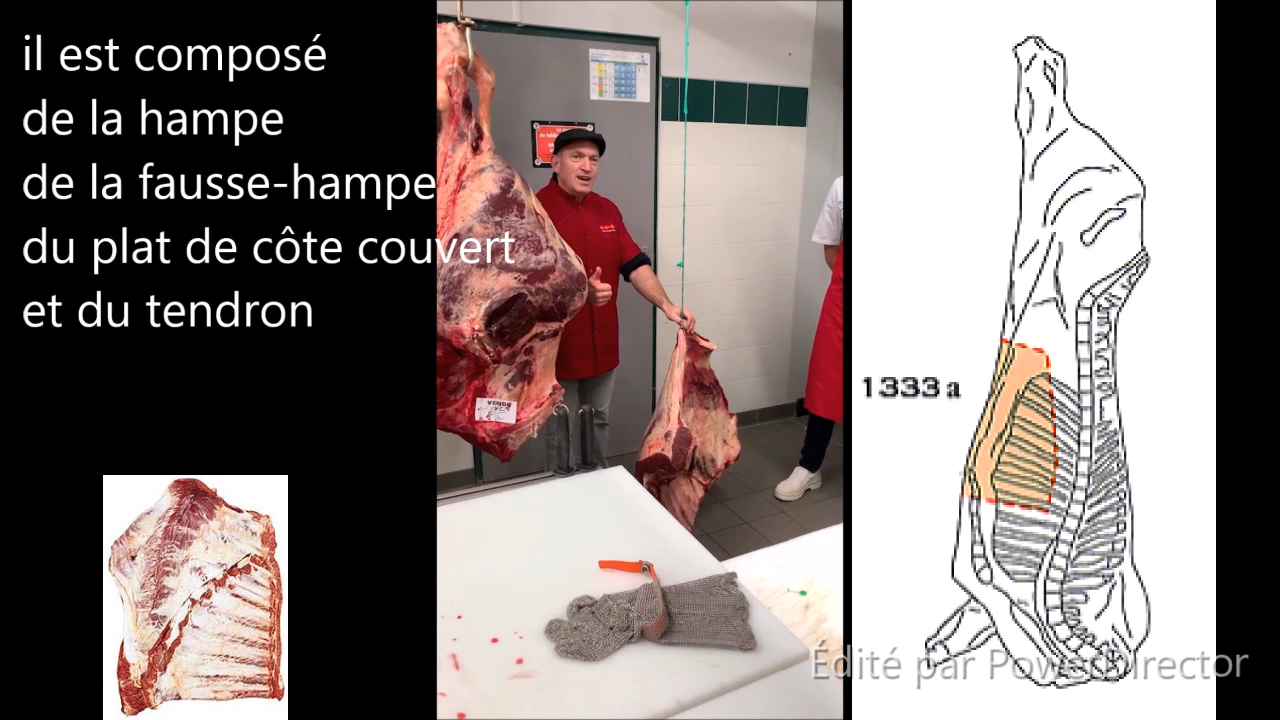 il est composé
de la hampe
de la fausse-hampe
du plat de côte couvert
et du tendron
VENDU
1333 a
Édité par PowerDirector